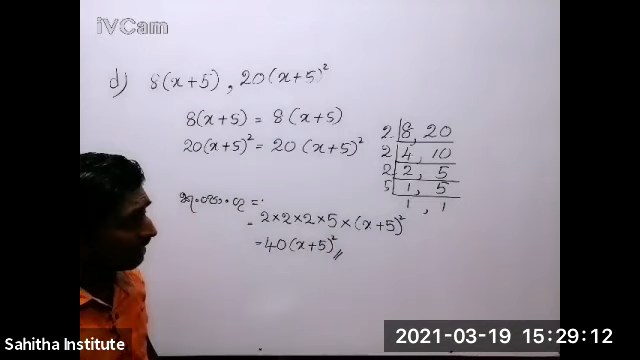 iVCam
d) 8(x+5) , 20(x+5)²
8(x+5) = 8(x+5)
20(x+5)² = 20(x+5)²
2 | 8, 20
2 | 4, 10
2 | 2, 5
5 | 1, 5
1 , 1
= 2×2×2×5×(x+5)²
= 40(x+5)²
Sahitha Institute
2021-03-19 15:29:12